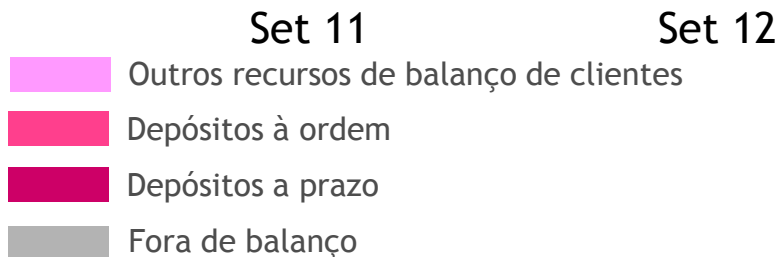 Set 11 Set 12
Outros recursos de balanço de clientes
Depósitos à ordem
Depósitos a prazo
Fora de balanço